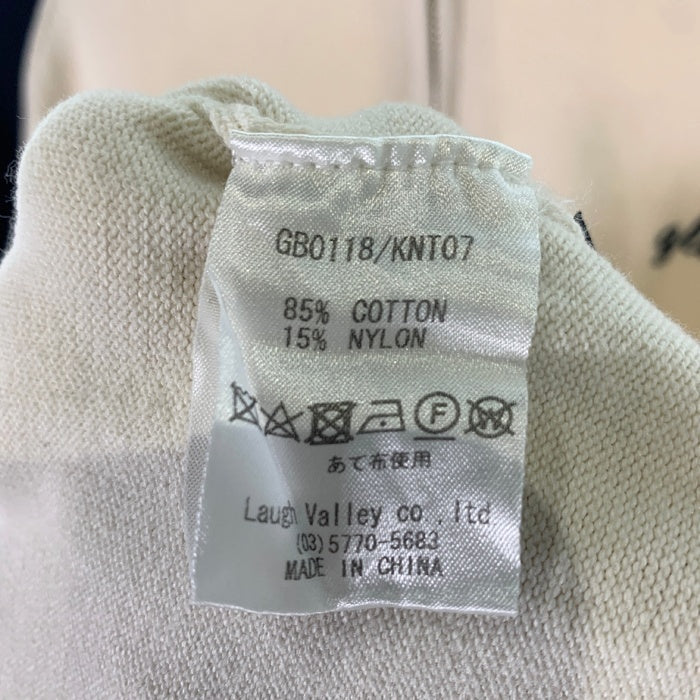 GB0118/KNT07
85% COTTON
15% NYLON
F W
あて布使用
Laugh Valley co .,ltd
(03)5770-5683
MADE IN CHINA